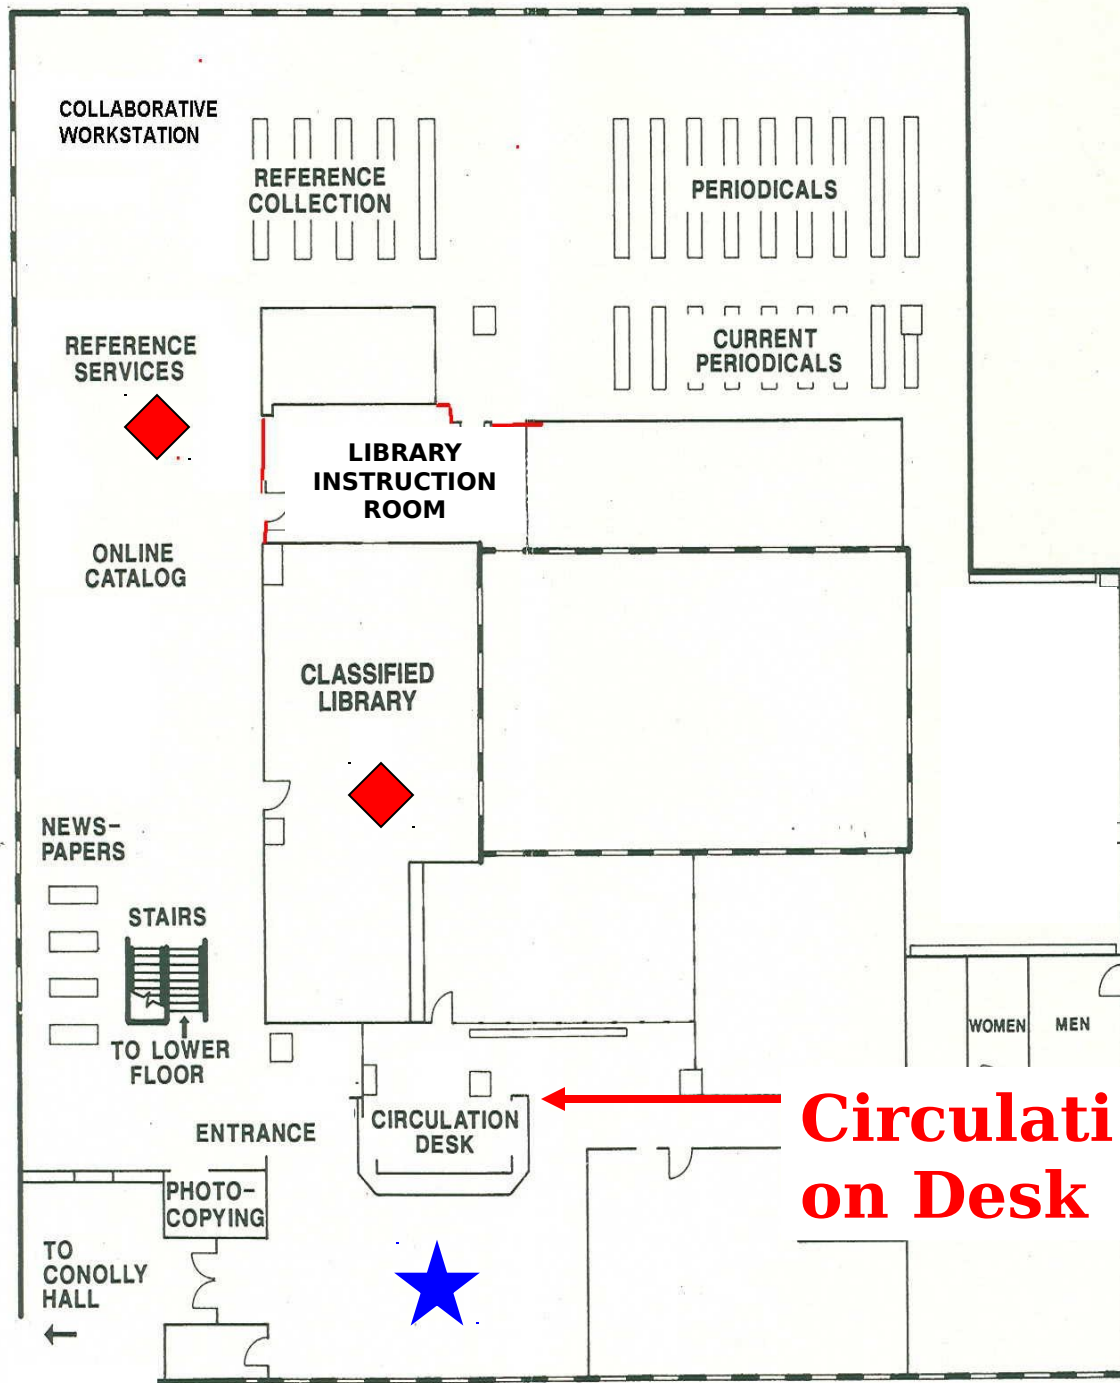 COLLABORATIVE
WORKSTATION
REFERENCE
COLLECTION
PERIODICALS
REFERENCE
SERVICES
CURRENT
PERIODICALS
LIBRARY
INSTRUCTION
ROOM
ONLINE
CATALOG
CLASSIFIED
LIBRARY
NEWS-
PAPERS
STAIRS
TO LOWER
FLOOR
WOMEN
MEN
ENTRANCE
CIRCULATION
DESK
Circulati
on Desk
PHOTO-
COPYING
TO
CONOLLY
HALL